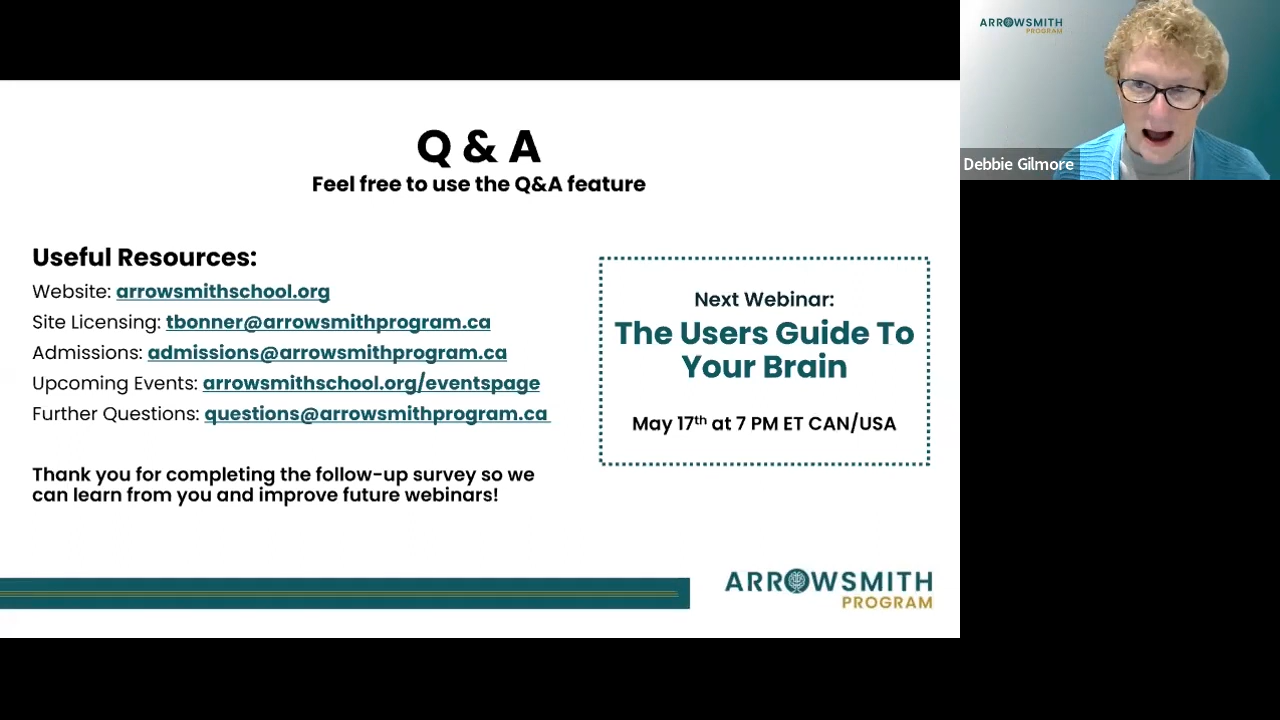 Q & A
Feel free to use the Q&A feature
Useful Resources:
Website: arrowsmithschool.org
Site Licensing: tbonner@arrowsmithprogram.ca
Admissions: admissions@arrowsmithprogram.ca
Upcoming Events: arrowsmithschool.org/eventspage
Further Questions: questions@arrowsmithprogram.ca
Thank you for completing the follow-up survey so we
can learn from you and improve future webinars!
Next Webinar:
The Users Guide To
Your Brain
May 17th at 7 PM ET CAN/USA
ARROWSMITH
PROGRAM
ARROWSMITH
PROGRAM
Debbie Gilmore